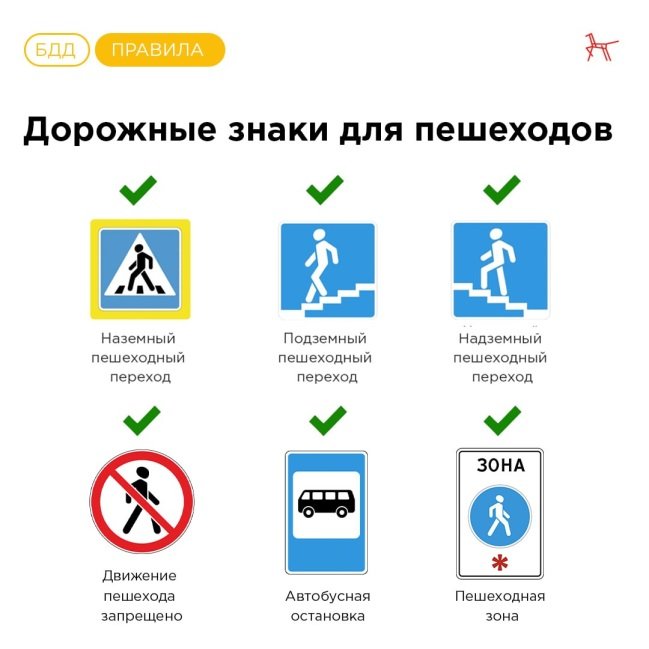 БДД ПРАВИЛА
Дорожные знаки для пешеходов
Наземный
пешеходный
переход
Подземный
пешеходный
переход
Надземный
пешеходный
переход
ЗОНА
Движение
пешехода
запрещено
Автобусная
остановка
Пешеходная
зона